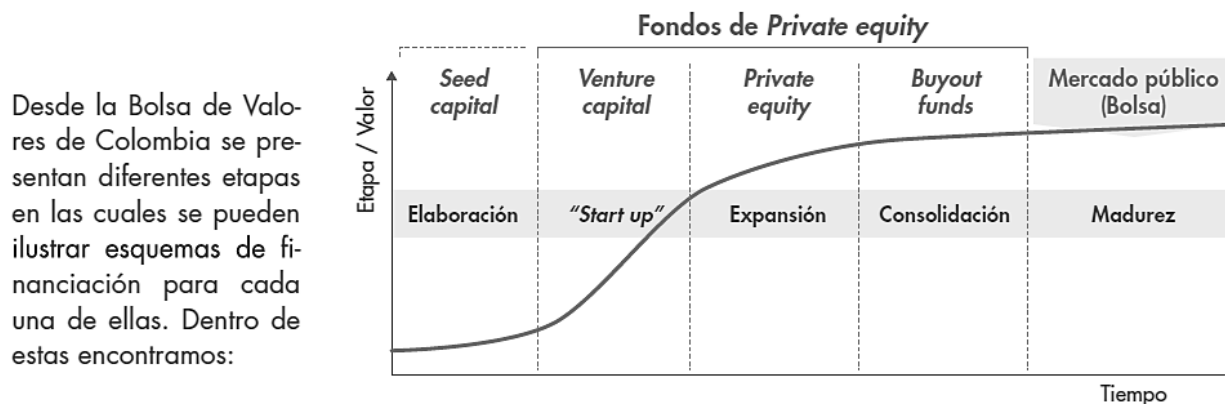 Desde la Bolsa de Valo-
res de Colombia se pre-
sentan diferentes etapas
en las cuales se pueden
ilustrar esquemas de fi-
nanciación para cada
una de ellas. Dentro de
estas encontramos:
Fondos de Private equity
Seed
capital
Venture
capital
Private
equity
Buyout
funds
Mercado público
(Bolsa)
Etapa / Valor
Elaboración
"Start up"
Expansión
Consolidación
Madurez
Tiempo